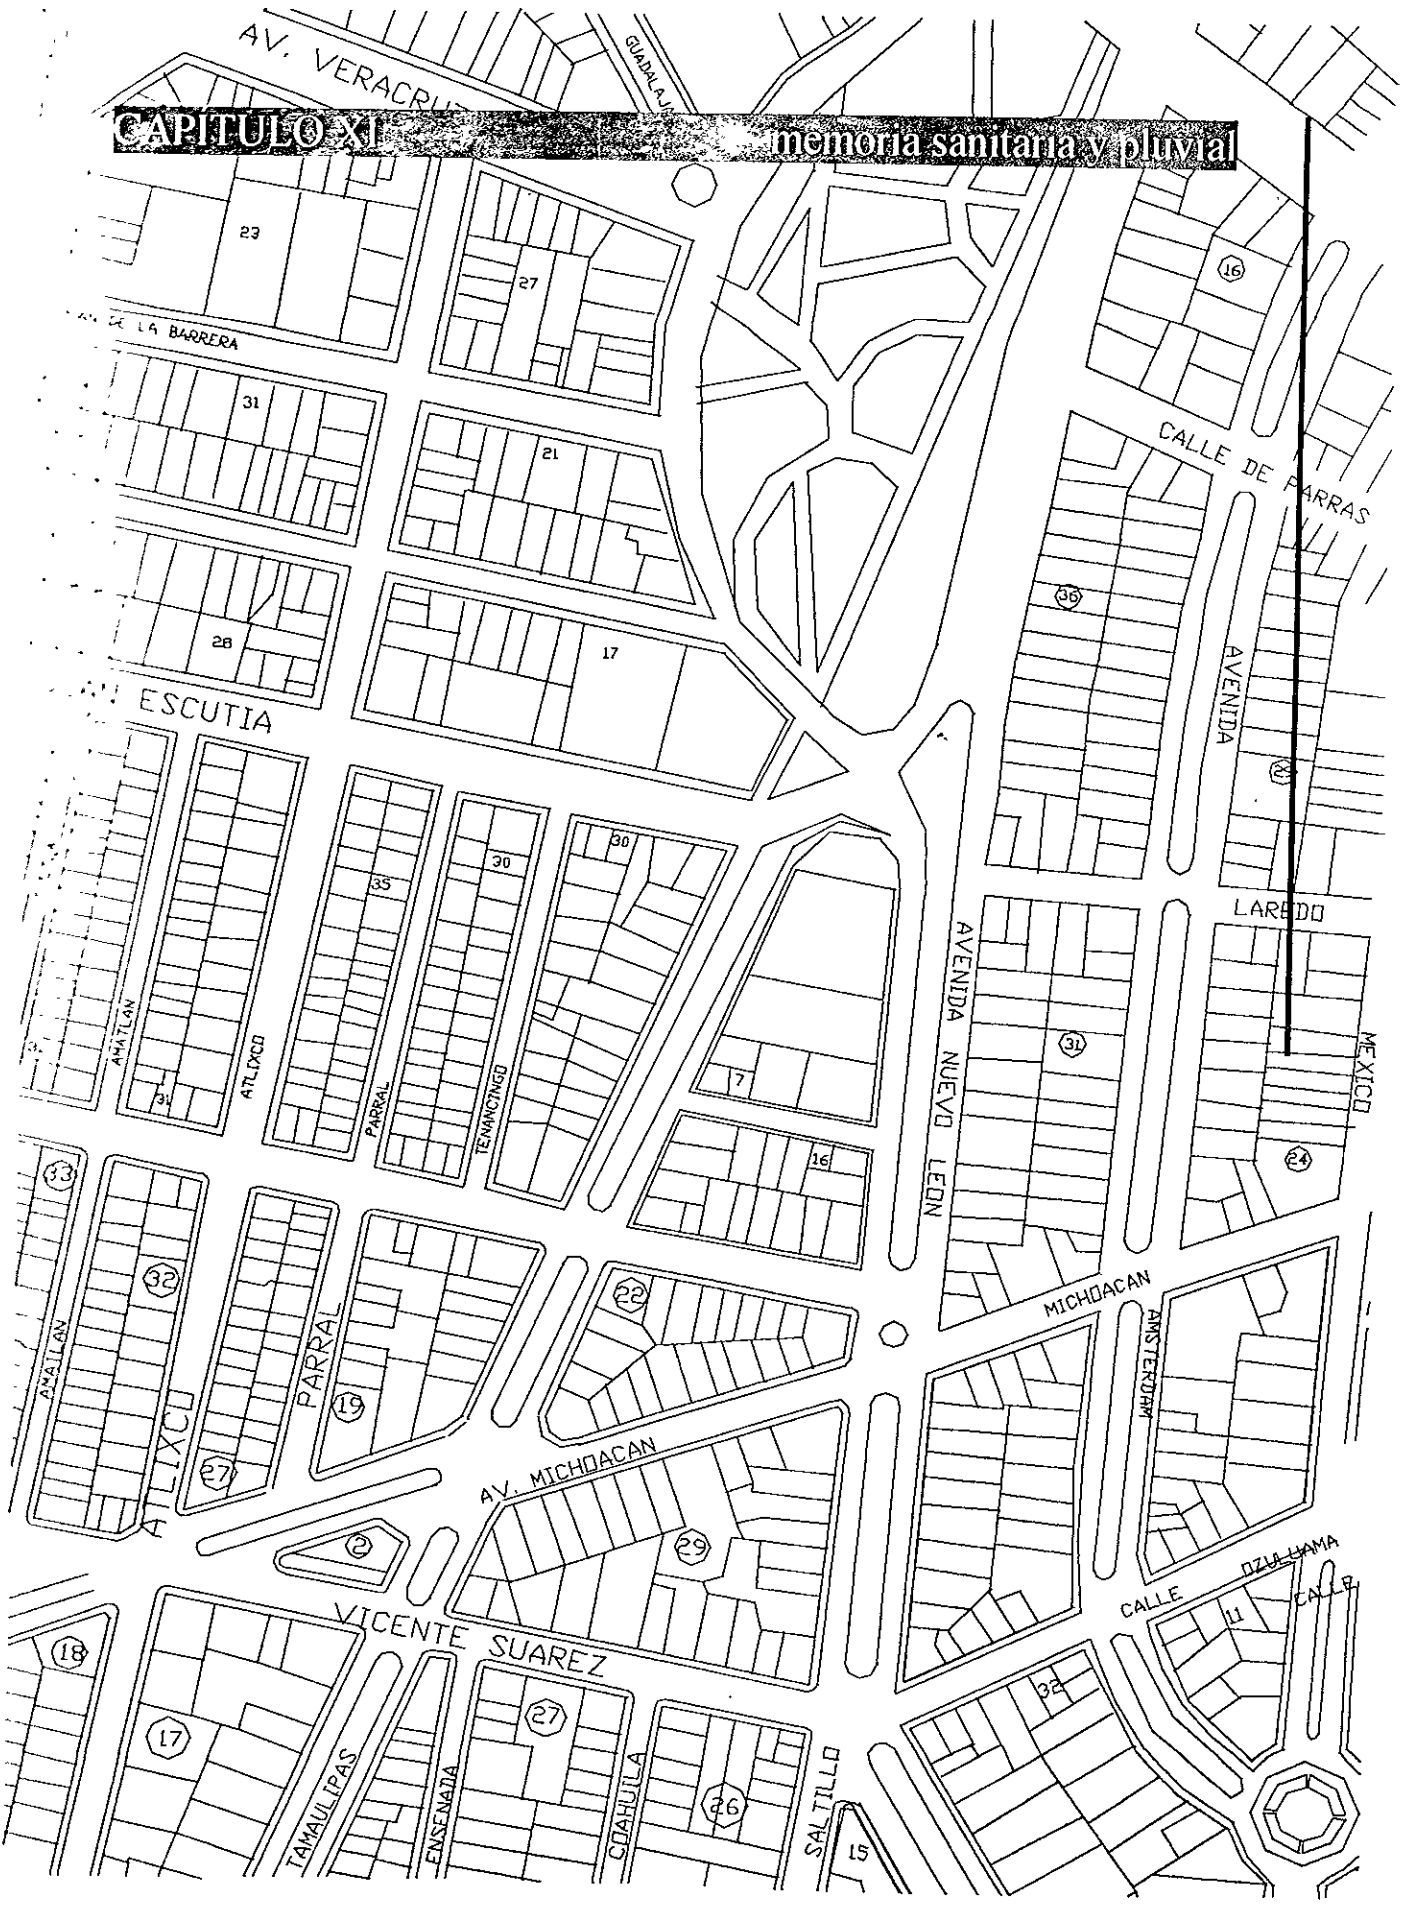 AV. VERACRUZ
GUADALAJA
CAPITULO XI
memoria sanitaria y pluvial
23
27
16
DE LA BARRERA
31
21
CALLE DE PARRAS
36
28
17
AVENIDA
ESCUTIA
30
30
35
LAREDO
AVENIDA NUEVO LEON
31
MEXICO
AMATLAN
ATLIXCO
31
PARRAL
TENANCINGO
7
16
24
33
32
22
MICHOACAN
AMSTERDAM
AMATLAN
PARRAL
19
ATLIXCO
27
AV. MICHOACAN
2
29
CALLE
OZULUAMA
CALLE
11
VICENTE SUAREZ
18
17
27
32
TAMAULIPAS
ENSENADA
COAHUILA
26
SALTILLO
15